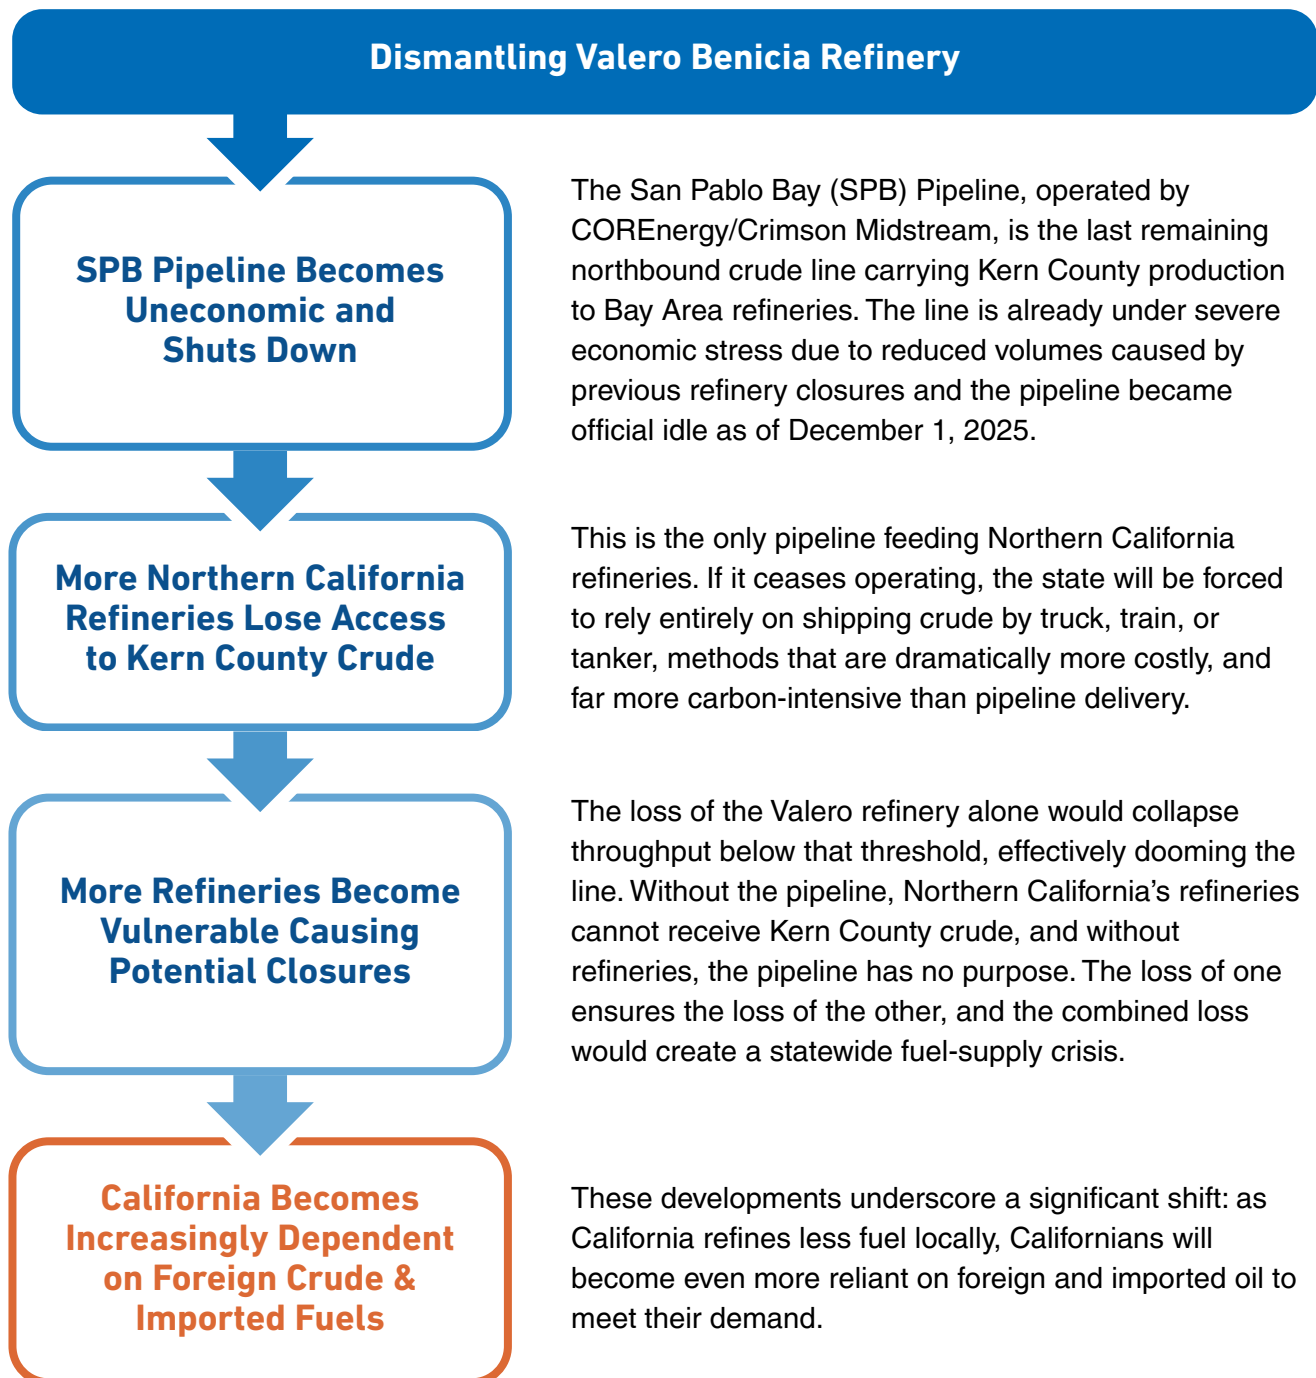 Dismantling Valero Benicia Refinery
SPB Pipeline Becomes
Uneconomic and
Shuts Down
The San Pablo Bay (SPB) Pipeline, operated by
COREnergy/Crimson Midstream, is the last remaining
northbound crude line carrying Kern County production
to Bay Area refineries. The line is already under severe
economic stress due to reduced volumes caused by
previous refinery closures and the pipeline became
official idle as of December 1, 2025.
More Northern California
Refineries Lose Access
to Kern County Crude
This is the only pipeline feeding Northern California
refineries. If it ceases operating, the state will be forced
to rely entirely on shipping crude by truck, train, or
tanker, methods that are dramatically more costly, and
far more carbon-intensive than pipeline delivery.
More Refineries Become
Vulnerable Causing
Potential Closures
The loss of the Valero refinery alone would collapse
throughput below that threshold, effectively dooming the
line. Without the pipeline, Northern California’s refineries
cannot receive Kern County crude, and without
refineries, the pipeline has no purpose. The loss of one
ensures the loss of the other, and the combined loss
would create a statewide fuel-supply crisis.
California Becomes
Increasingly Dependent
on Foreign Crude &
Imported Fuels
These developments underscore a significant shift: as
California refines less fuel locally, Californians will
become even more reliant on foreign and imported oil to
meet their demand.